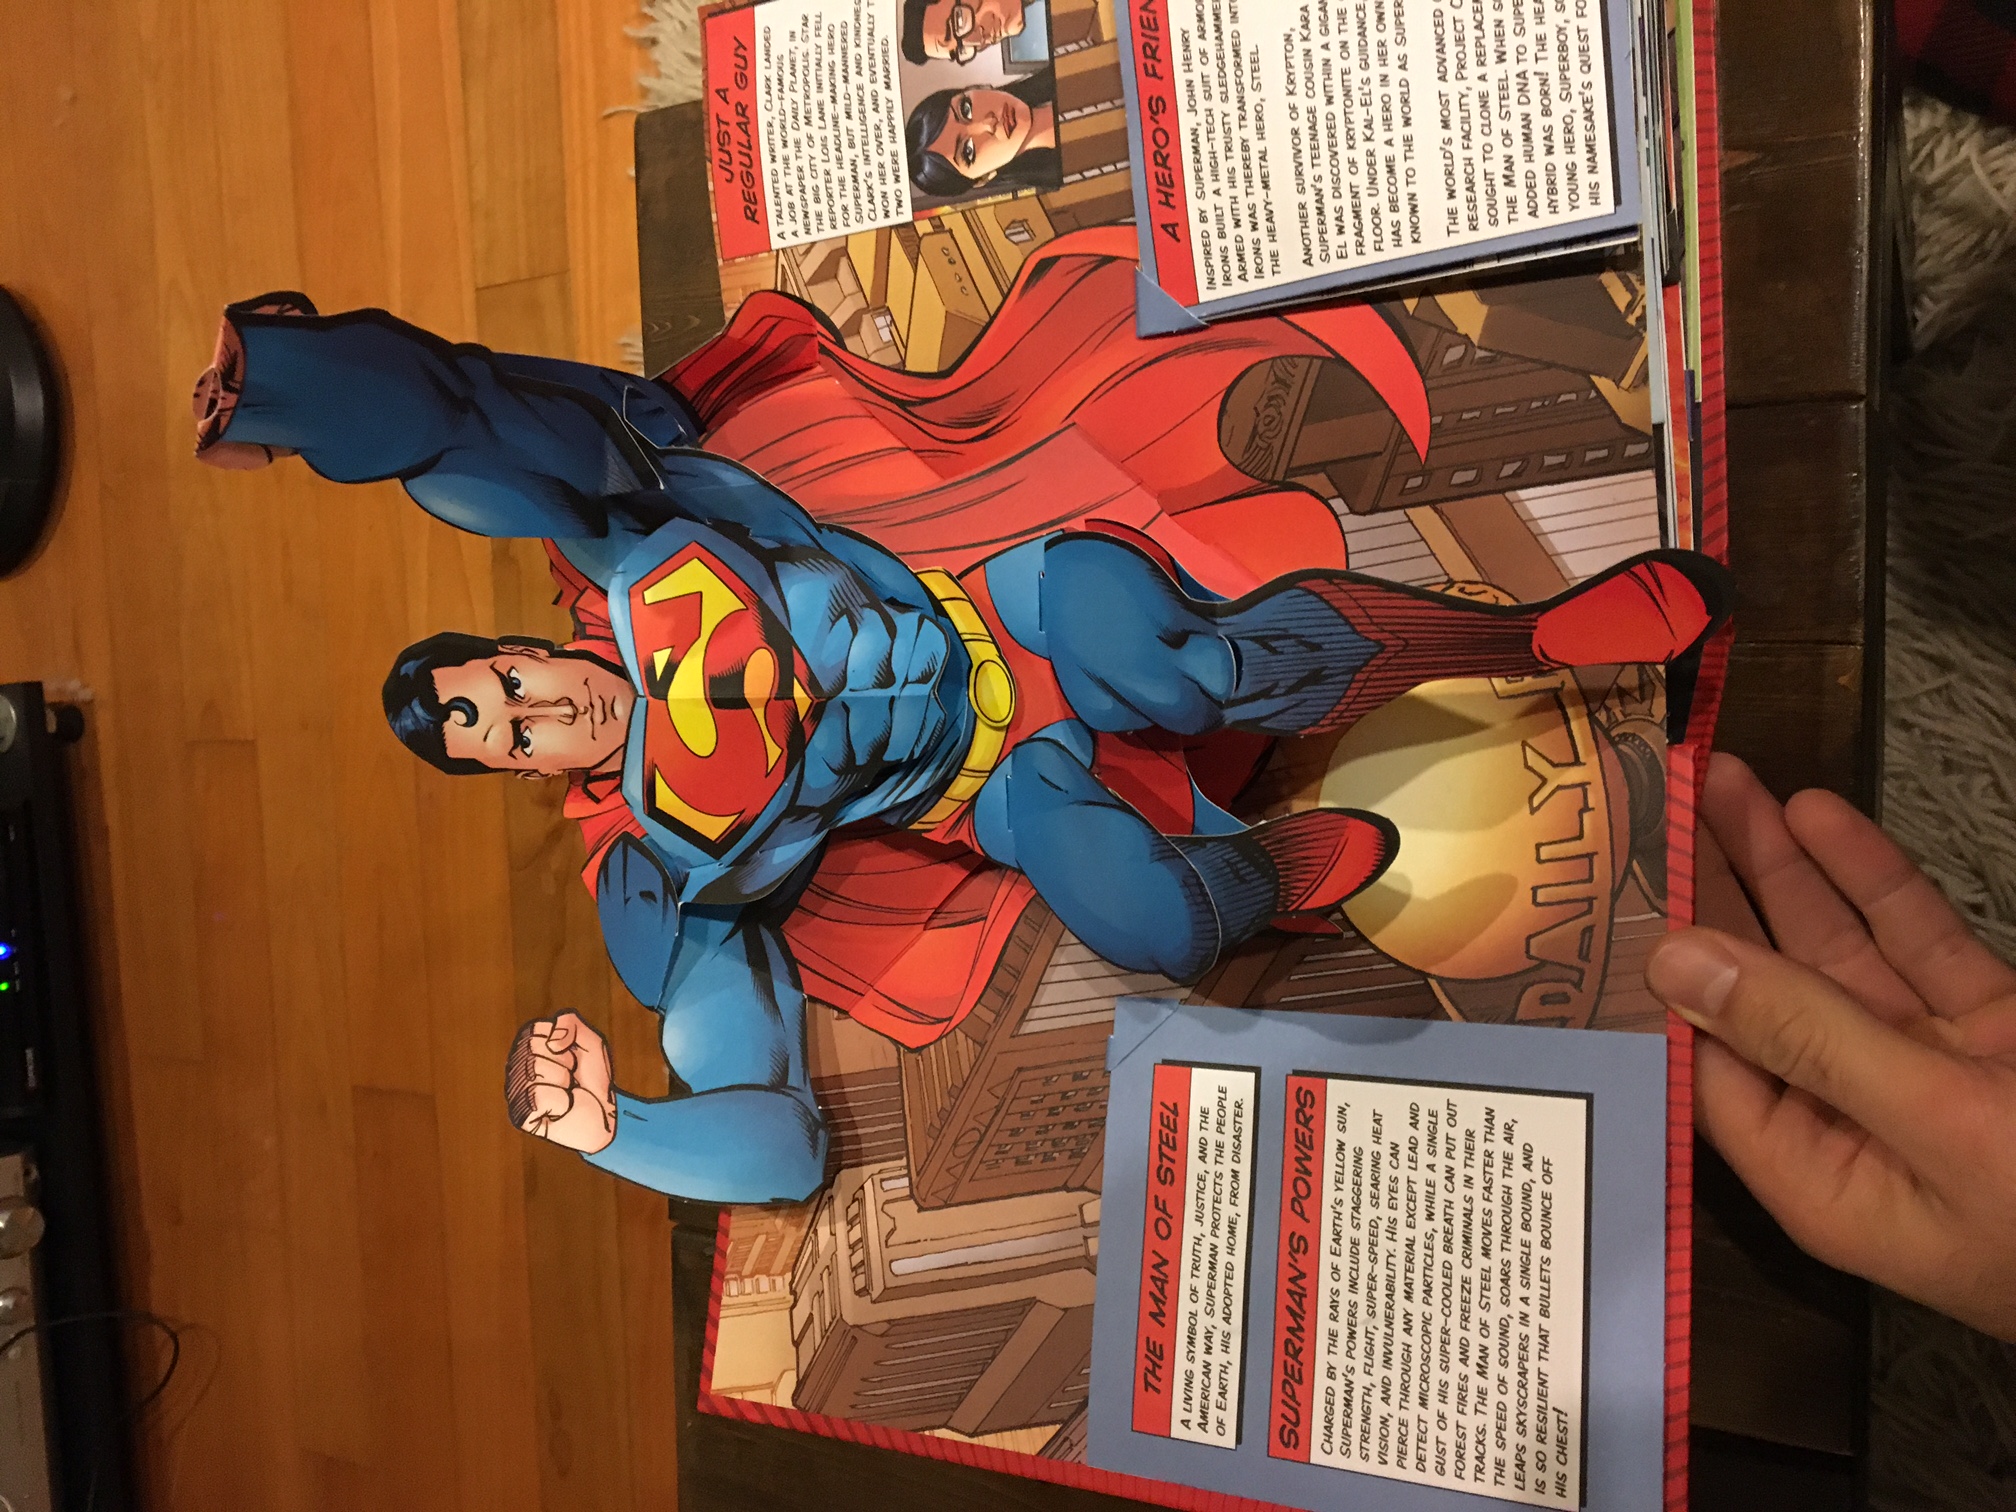 JUST A
REGULAR GUY
A TALENTED WRITER, CLARK LANDED
A JOB AT THE WORLD-FAMOUS
NEWSPAPER THE DAILY PLANET, IN
THE BIG CITY OF METROPOLIS. STAR
REPORTER LOIS LANE INITIALLY FELL
FOR THE HEADLINE-MAKING HERO
SUPERMAN, BUT MILD-MANNERED
CLARK'S INTELLIGENCE AND
WON HER OVER, AND EVENTUALLY
TWO WERE HAPPILY MARRIED.
THE MAN OF STEEL
A LIVING SYMBOL OF TRUTH, JUSTICE, AND THE
AMERICAN WAY, SUPERMAN PROTECTS THE PEOPLE
OF EARTH, HIS ADOPTED HOME, FROM DISASTER.
SUPERMAN'S POWERS
CHARGED BY THE RAYS OF EARTH'S YELLOW SUN,
SUPERMAN'S POWERS INCLUDE STAGGERING
STRENGTH, FLIGHT, SUPER-SPEED, SEARING HEAT
VISION, AND INVULNERABILITY. HIS EYES CAN
PIERCE THROUGH ANY MATERIAL EXCEPT LEAD AND
DETECT MICROSCOPIC PARTICLES, WHILE A SINGLE
GUST OF HIS SUPER-COOLED BREATH CAN PUT OUT
FOREST FIRES AND FREEZE CRIMINALS IN THEIR
TRACKS. THE MAN OF STEEL MOVES FASTER THAN
THE SPEED OF SOUND, SOARS THROUGH THE AIR,
LEAPS SKYSCRAPERS IN A SINGLE BOUND, AND
IS SO RESILIENT THAT BULLETS BOUNCE OFF
HIS CHEST!
DAILY P
A HERO'S
INSPIRED BY SUPERMAN, JOHN HENRY
IRONS BUILT A HIGH-TECH SUIT OF
ARMED WITH HIS TRUSTY
IRONS WAS THEREBY TRANSFORMED
THE HEAVY-METAL HERO, STEEL.
ANOTHER SURVIVOR OF KRYPTON,
SUPERMAN'S TEENAGE COUSIN KARA
EL WAS DISCOVERED WITHIN A
FRAGMENT OF KRYPTONITE ON THE
FLOOR. UNDER KAL-EL'S GUIDANCE,
HAS BECOME A HERO IN HER OWN
KNOWN TO THE WORLD AS
THE WORLD'S MOST ADVANCED
RESEARCH FACILITY, PROJECT
SOUGHT TO CLONE A
THE MAN OF STEEL. WHEN
ADDED HUMAN DNA TO
HYBRID WAS BORN! THE
YOUNG HERO, SUPERBOY,
HIS NAMESAKE'S QUEST